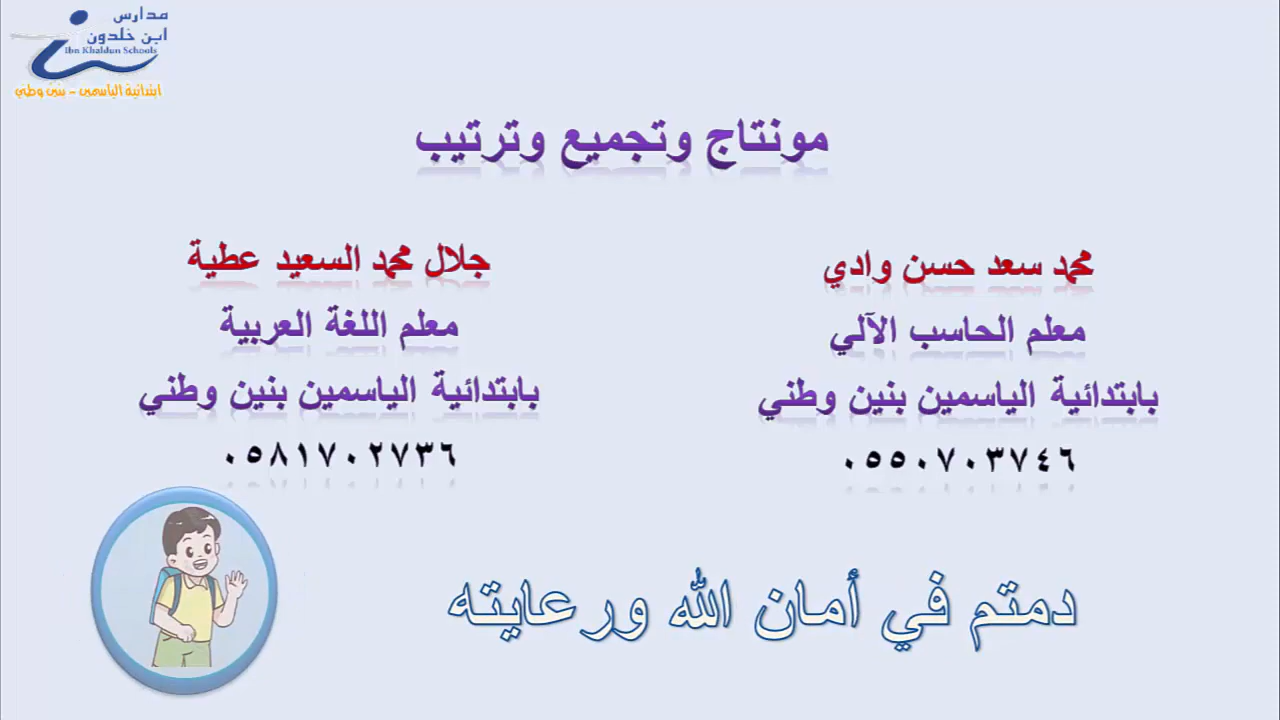 مدارس
ابن خلدون
Ibn Khaldun Schools
ابتدائية الياسمين - بنين وطني
مونتاج وتجميع وترتيب
محمد سعد حسن وادي
معلم الحاسب الآلي
بابتدائية الياسمين بنين وطني
٠٥٥٠٧٠٣٧٤٦
جلال محمد السعيد عطية
معلم اللغة العربية
بابتدائية الياسمين بنين وطني
٠٥٨١٧٠٢٧٣٦
دمتم في أمان الله ورعايته